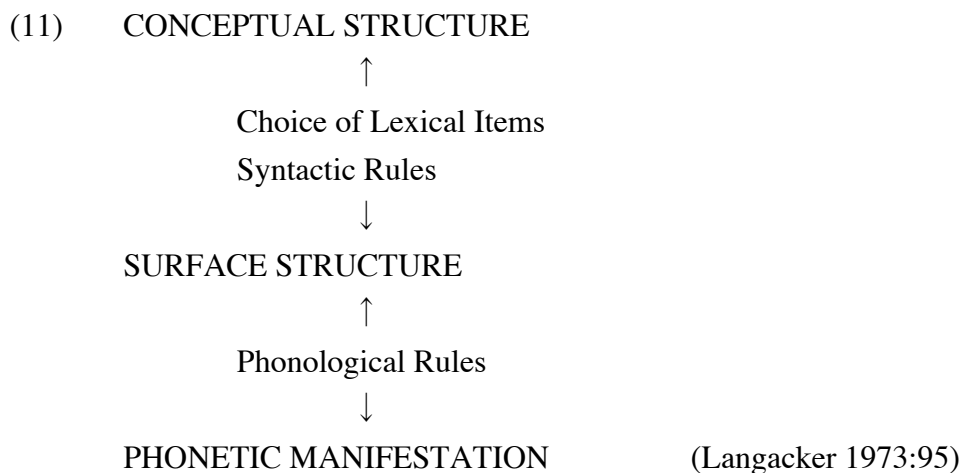 (11) CONCEPTUAL STRUCTURE
↑
Choice of Lexical Items
Syntactic Rules
↓
SURFACE STRUCTURE
↑
Phonological Rules
↓
PHONETIC MANIFESTATION (Langacker 1973:95)